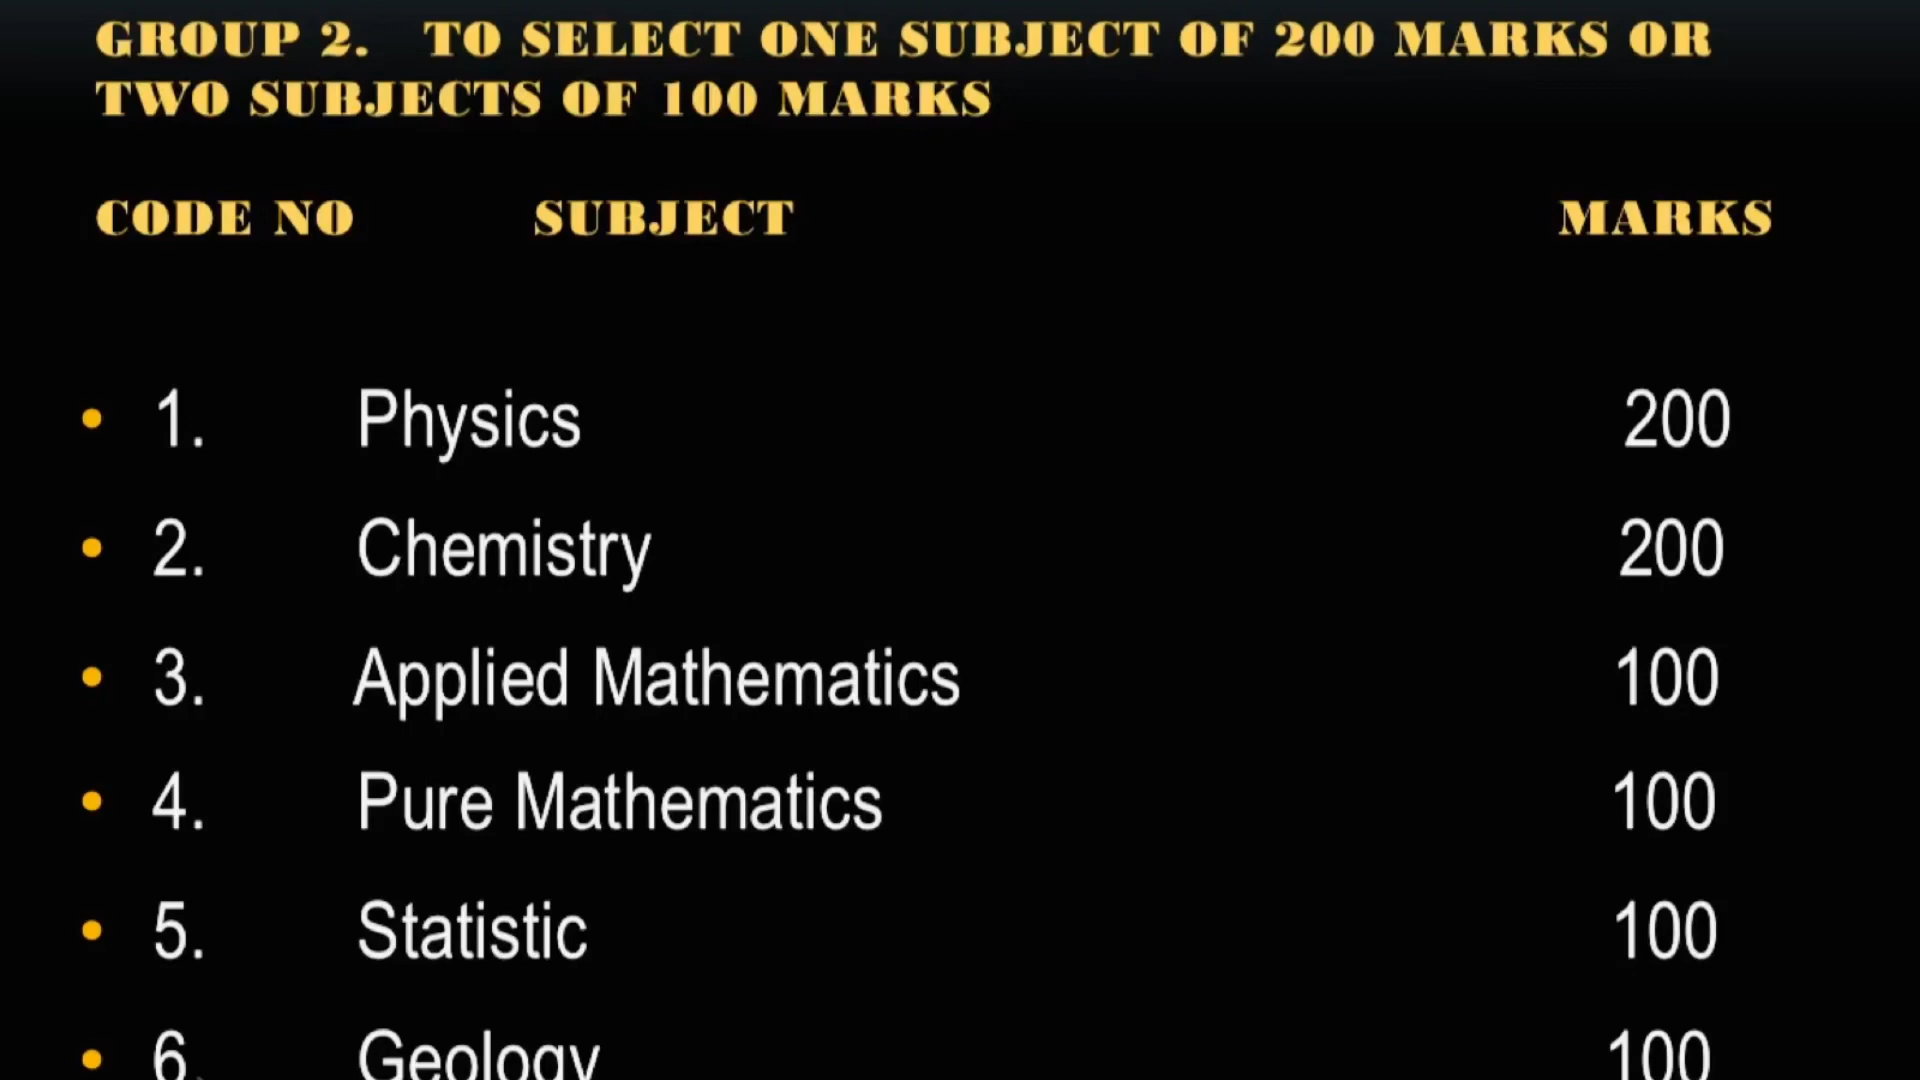 GROUP 2. TO SELECT ONE SUBJECT OF 200 MARKS OR
TWO SUBJECTS OF 100 MARKS
CODE NO SUBJECT MARKS
• 1. Physics 200
• 2. Chemistry 200
• 3. Applied Mathematics 100
• 4. Pure Mathematics 100
• 5. Statistic 100
• 6. Geology 100